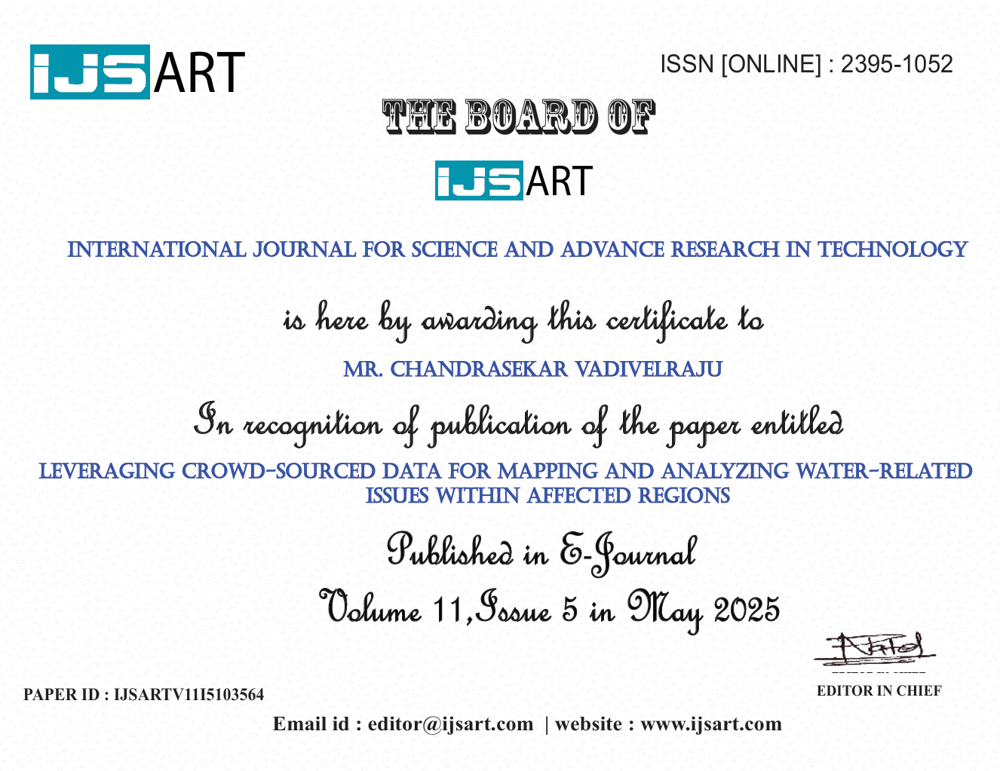 IJSART
ISSN [ONLINE] : 2395-1052
THE BOARD OF
IJSART
INTERNATIONAL JOURNAL FOR SCIENCE AND ADVANCE RESEARCH IN TECHNOLOGY
is here by awarding this certificate to
MR. CHANDRASEKAR VADIVELRAJU
In recognition of publication of the paper entitled
LEVERAGING CROWD-SOURCED DATA FOR MAPPING AND ANALYZING WATER-RELATED
ISSUES WITHIN AFFECTED REGIONS
Published in E-Journal
Volume 11,Issue 5 in May 2025
PAPER ID : IJSARTV11I5103564
EDITOR IN CHIEF
Email id : editor@ijsart.com | website : www.ijsart.com